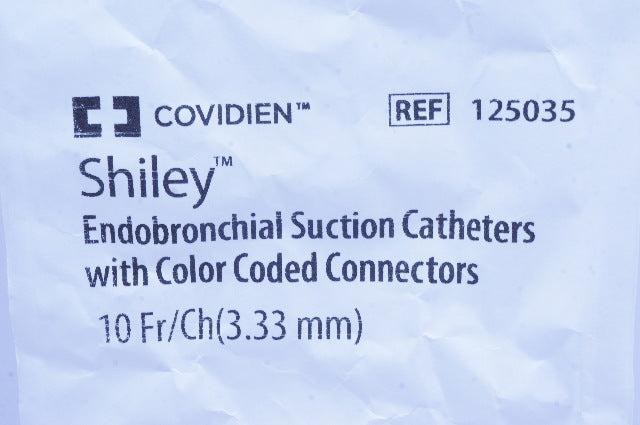 COVIDIEN™ REF 125035
Shiley™
Endobronchial Suction Catheters
with Color Coded Connectors
10 Fr/Ch(3.33 mm)